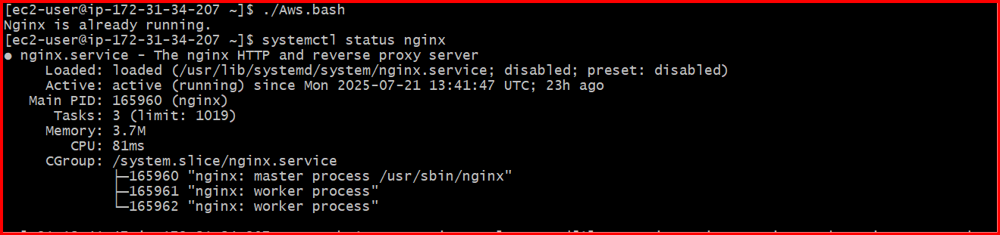 [ec2-user@ip-172-31-34-207 ~]$ ./Aws.bash
Nginx is already running.
[ec2-user@ip-172-31-34-207 ~]$ systemctl status nginx
● nginx.service - The nginx HTTP and reverse proxy server
     Loaded: loaded (/usr/lib/systemd/system/nginx.service; disabled; preset: disabled)
     Active: active (running) since Mon 2025-07-21 13:41:47 UTC; 23h ago
   Main PID: 165960 (nginx)
      Tasks: 3 (limit: 1019)
     Memory: 3.7M
        CPU: 81ms
     CGroup: /system.slice/nginx.service
             ├─165960 "nginx: master process /usr/sbin/nginx"
             ├─165961 "nginx: worker process"
             └─165962 "nginx: worker process"